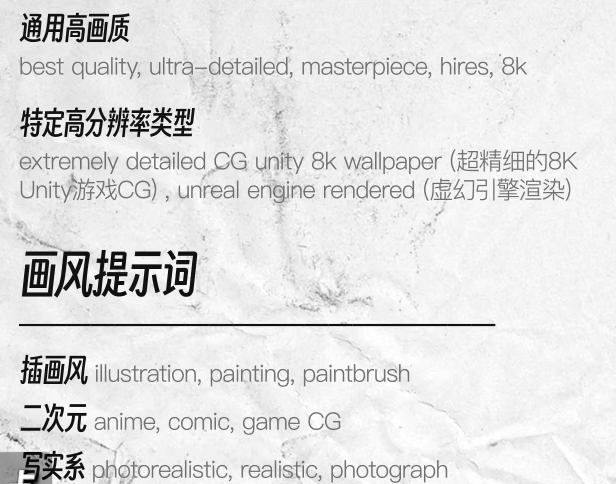 通用高画质
best quality, ultra-detailed, masterpiece, hires, 8k
特定高分辨率类型
extremely detailed CG unity 8k wallpaper (超精细的8K
Unity游戏CG) , unreal engine rendered (虚幻引擎渲染)
画风提示词
插画风 illustration, painting, paintbrush
二次元 anime, comic, game CG
写实系 photorealistic, realistic, photograph